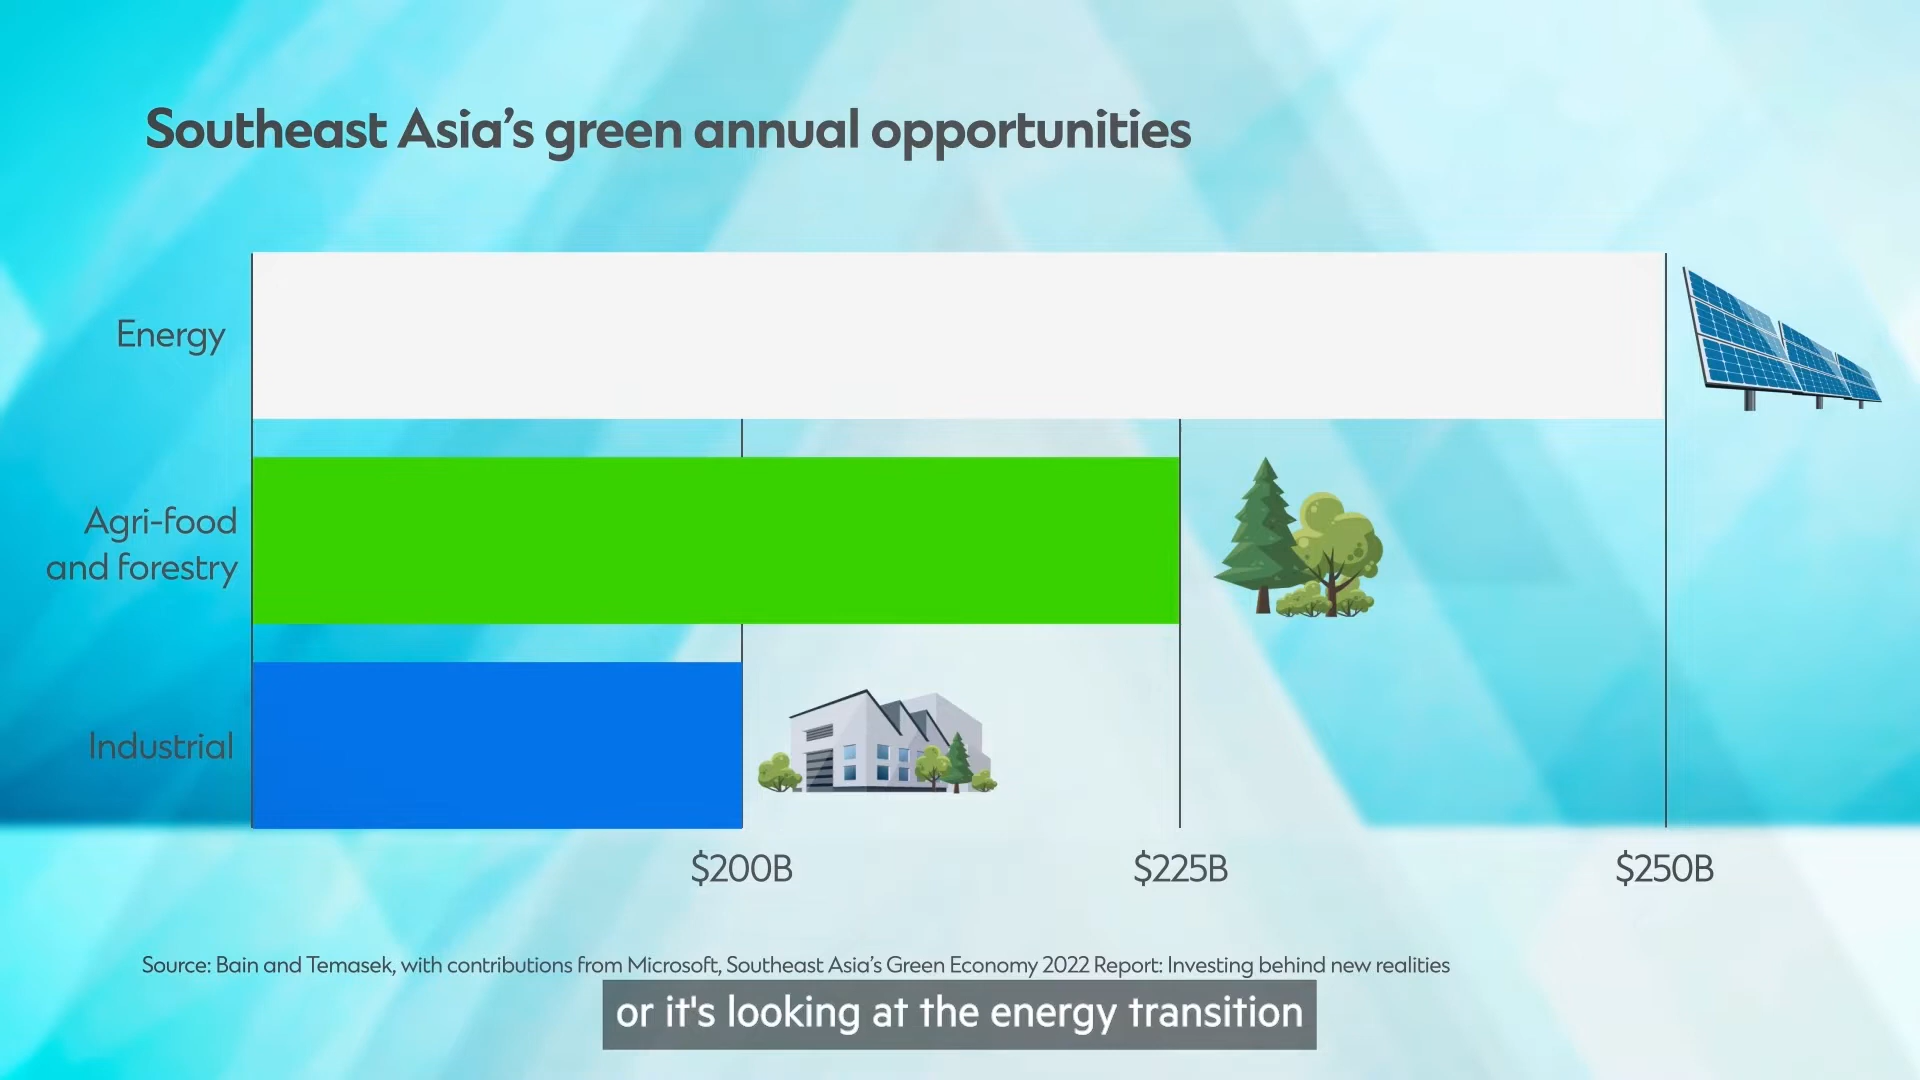 Southeast Asia’s green annual opportunities
Energy
Agri-food
and forestry
Industrial
$200B
$225B
$250B
Source: Bain and Temasek, with contributions from Microsoft, Southeast Asia’s Green Economy 2022 Report: Investing behind new realities
or it's looking at the energy transition